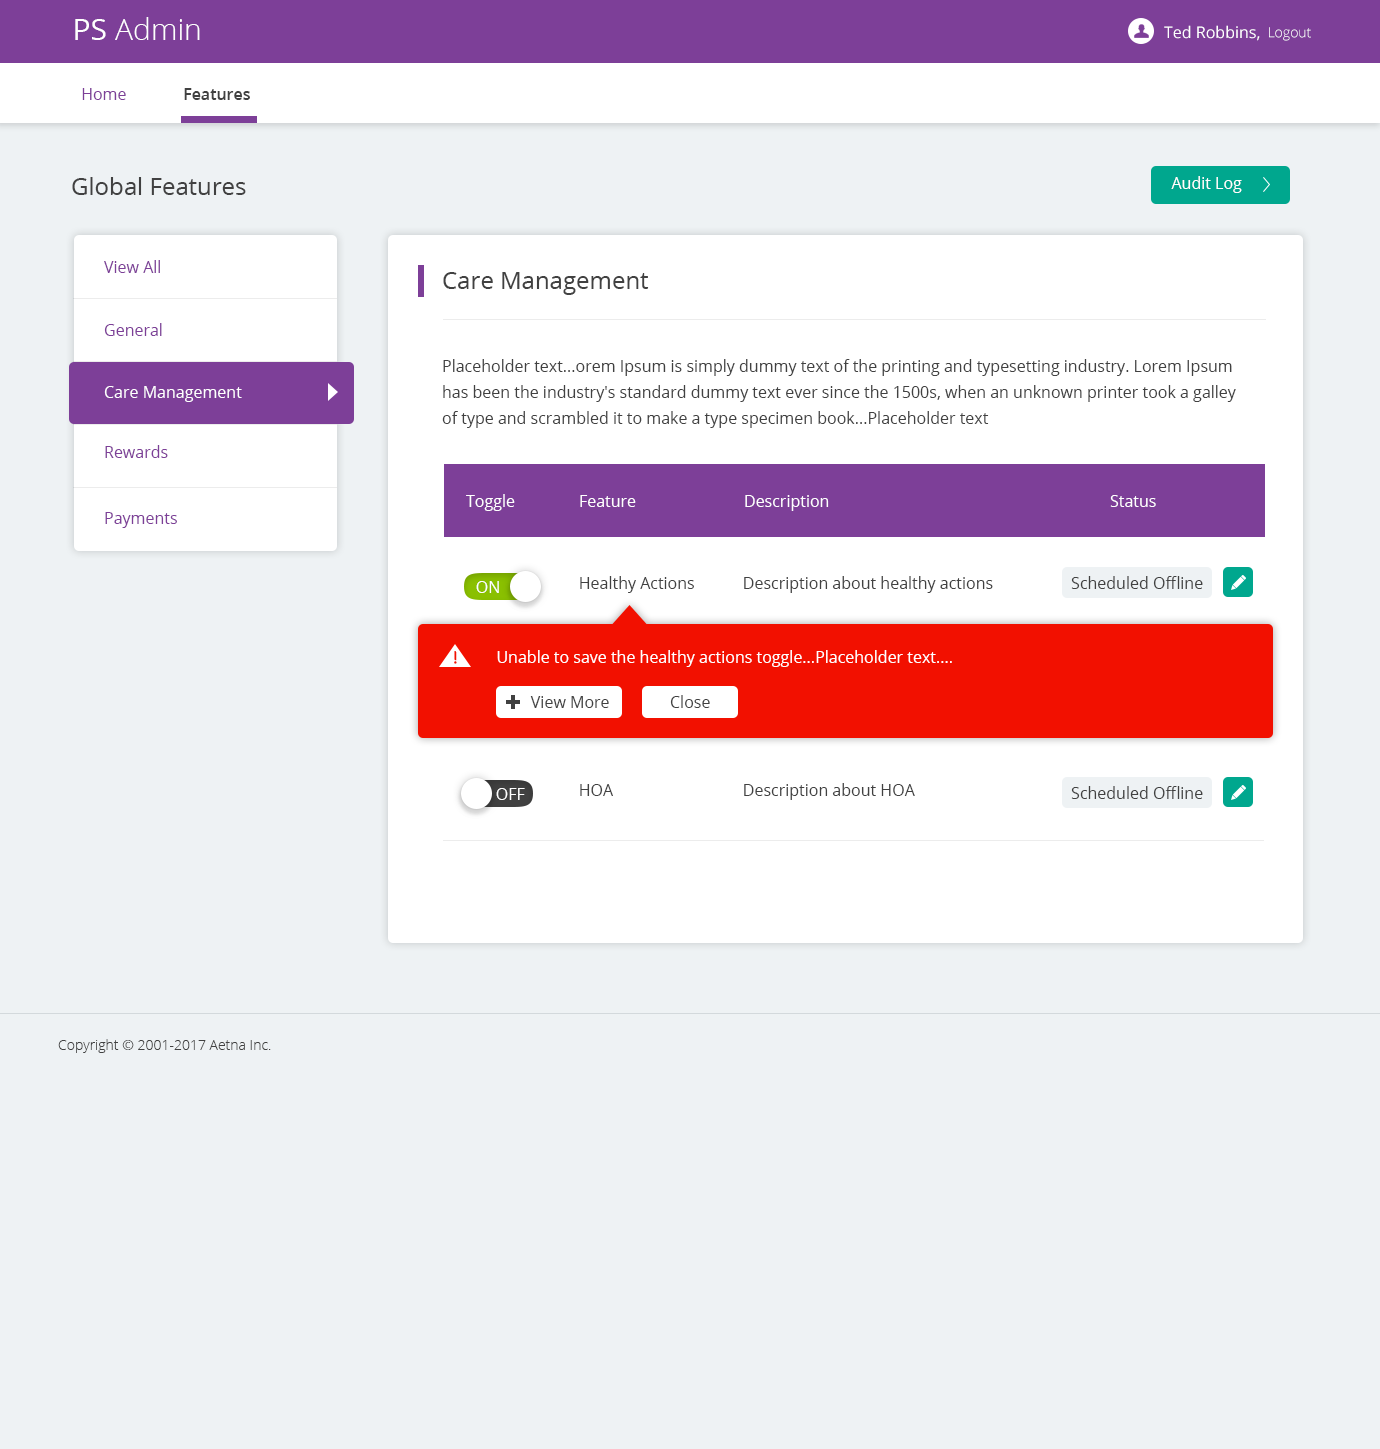 PS Admin
Ted Robbins, Logout
Home
Features
Global Features
Audit Log
View All
General
Care Management
Rewards
Payments
Care Management
Placeholder text...orem Ipsum is simply dummy text of the printing and typesetting industry. Lorem Ipsum
has been the industry's standard dummy text ever since the 1500s, when an unknown printer took a galley
of type and scrambled it to make a type specimen book...Placeholder text
Toggle Feature Description Status
ON Healthy Actions Description about healthy actions Scheduled Offline
Unable to save the healthy actions toggle...Placeholder text....
View More Close
OFF HOA Description about HOA Scheduled Offline
Copyright © 2001-2017 Aetna Inc.